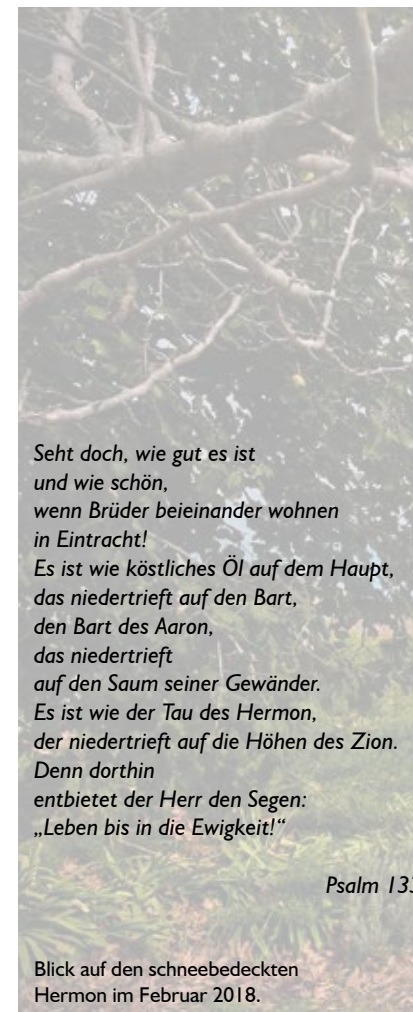 Seht doch, wie gut es ist
und wie schön,
wenn Brüder beieinander wohnen
in Eintracht!
Es ist wie köstliches Öl auf dem Haupt,
das niedertrieft auf den Bart,
den Bart des Aaron,
das niedertrieft
auf den Saum seiner Gewänder.
Es ist wie der Tau des Hermon,
der niedertrieft auf die Höhen des Zion.
Denn dorthin
entbietet der Herr den Segen:
„Leben bis in die Ewigkeit!“
Psalm 133
Blick auf den schneebedeckten
Hermon im Februar 2018.